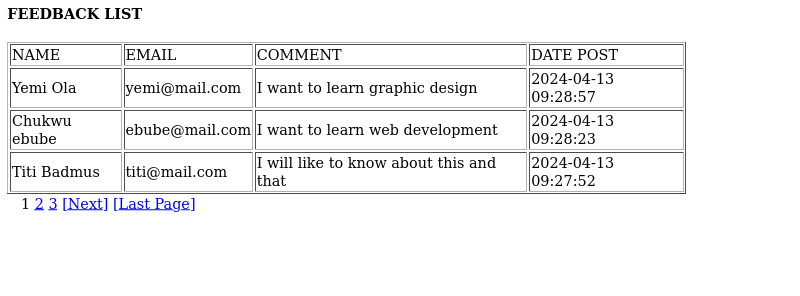 FEEDBACK LIST
NAME EMAIL COMMENT DATE POST
Yemi Ola yemi@mail.com I want to learn graphic design 2024-04-13
09:28:57
Chukwu
ebube ebube@mail.com I want to learn web development 2024-04-13
09:28:23
Titi Badmus titi@mail.com I will like to know about this and
that 2024-04-13
09:27:52
1 2 3 [Next] [Last Page]